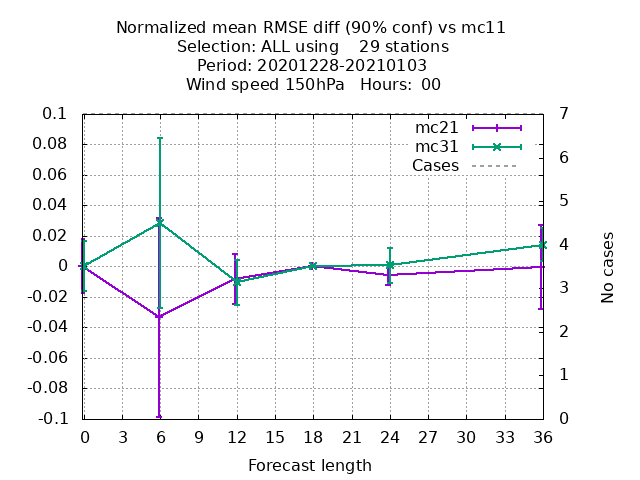 Normalized mean RMSE diff (90% conf) vs mc11
Selection: ALL using    29 stations
Period: 20201228-20210103
Wind speed 150hPa   Hours:  00
mc21
mc31
Cases
0.1
0.08
0.06
0.04
0.02
0
-0.02
-0.04
-0.06
-0.08
-0.1
7
6
5
4
3
2
1
0
No cases
0 3 6 9 12 15 18 21 24 27 30 33 36
Forecast length